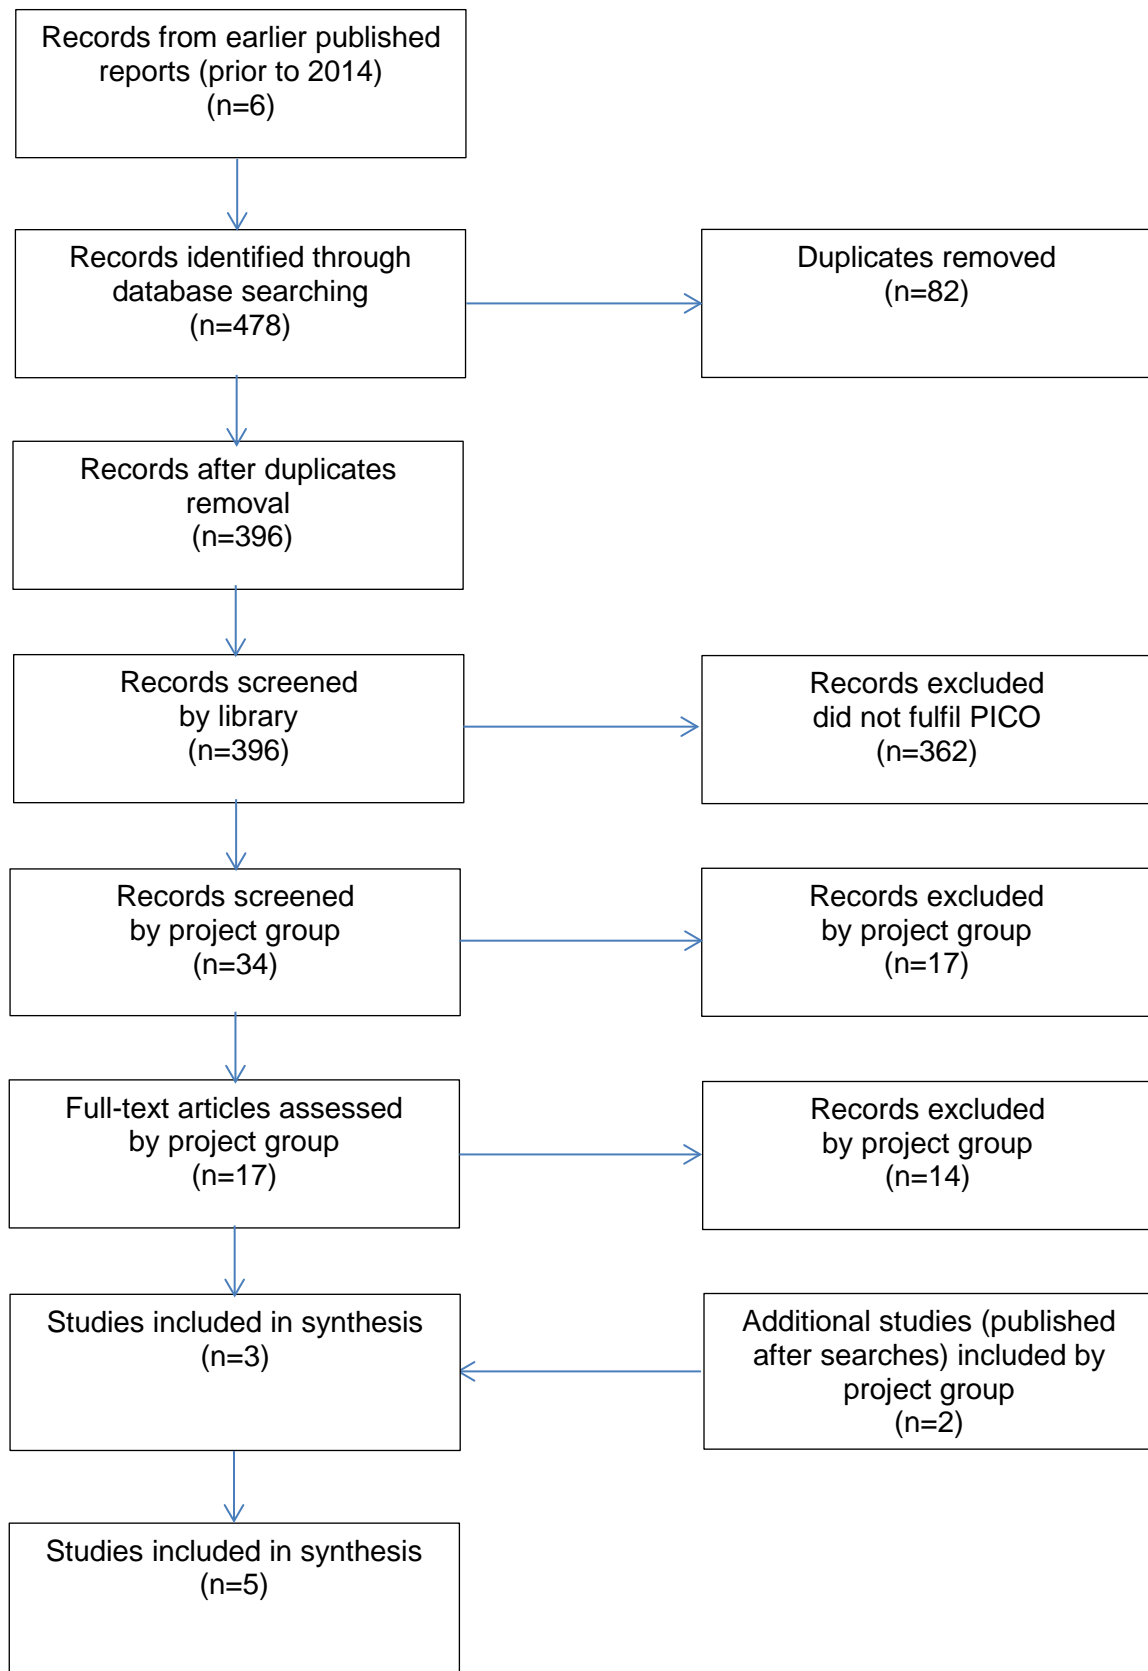 Records from earlier published
reports (prior to 2014)
(n=6)
Records identified through
database searching
(n=478)
Duplicates removed
(n=82)
Records after duplicates
removal
(n=396)
Records screened
by library
(n=396)
Records excluded
did not fulfil PICO
(n=362)
Records screened
by project group
(n=34)
Records excluded
by project group
(n=17)
Full-text articles assessed
by project group
(n=17)
Records excluded
by project group
(n=14)
Studies included in synthesis
(n=3)
Additional studies (published
after searches) included by
project group
(n=2)
Studies included in synthesis
(n=5)